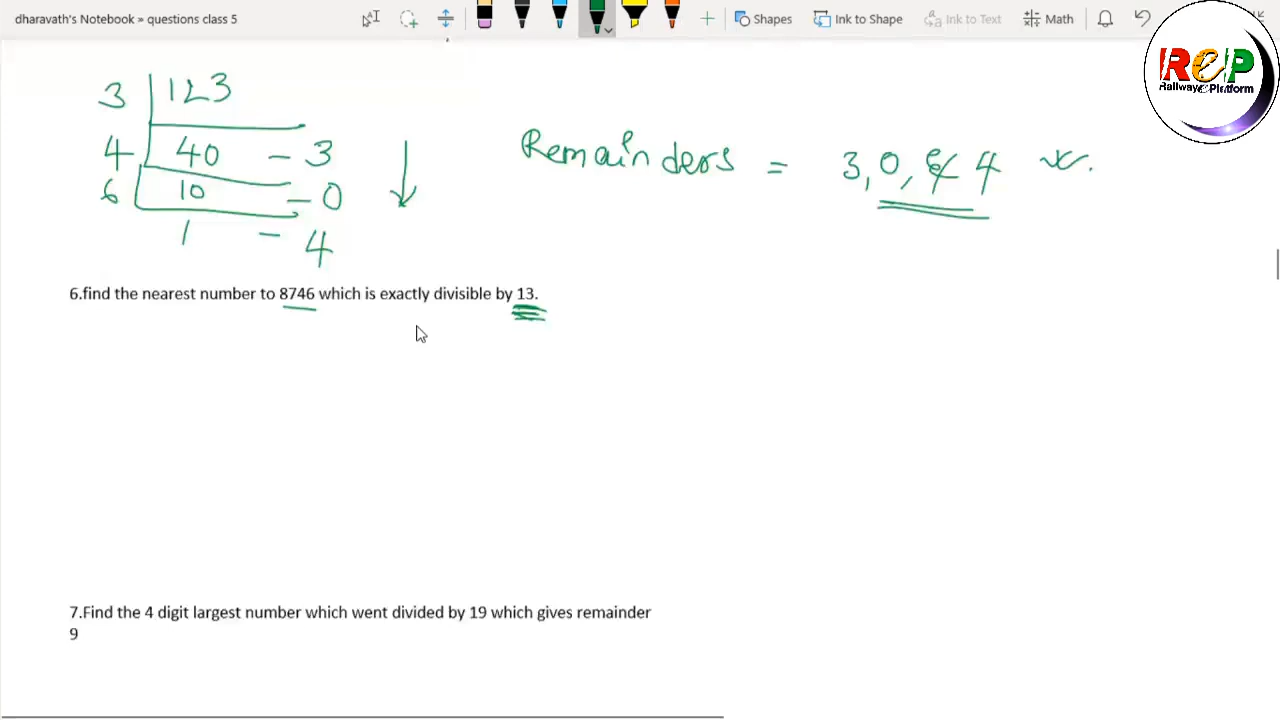 dharavath's Notebook » questions class 5
Shapes
Ink to Shape
Ink to Text
Math
ReP
Railway Platform
3 123
4 40 - 3
6 10 - 0
1 - 4
Remainders = 3, 0, 4
6.find the nearest number to 8746 which is exactly divisible by 13.
7.Find the 4 digit largest number which went divided by 19 which gives remainder
9